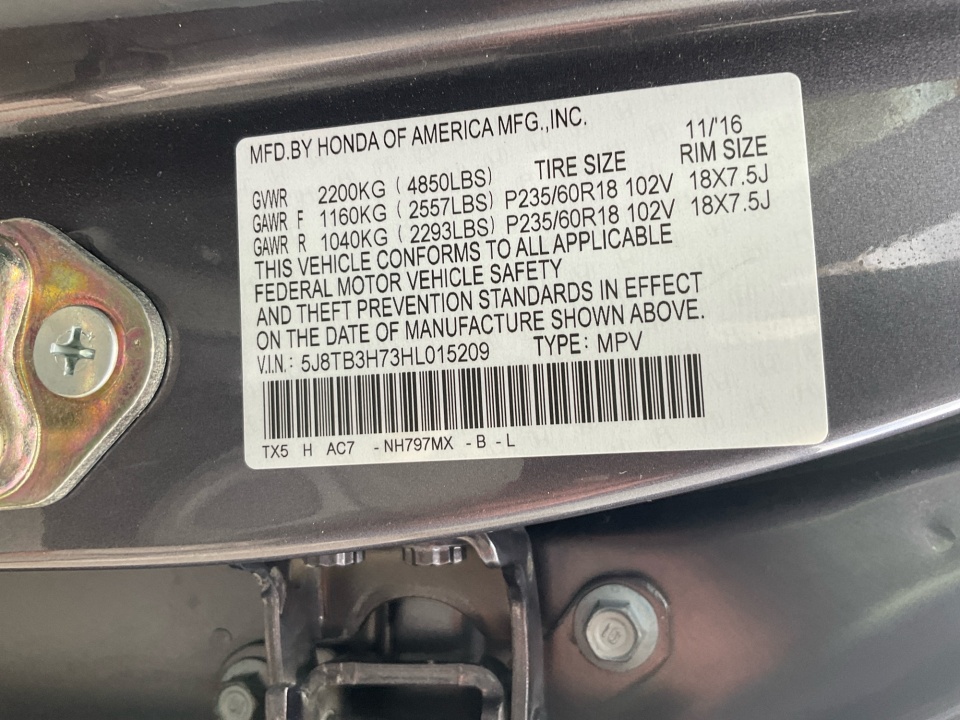 MFD.BY HONDA OF AMERICA MFG.,INC. 11/'16
TIRE SIZE RIM SIZE
GVWR 2200KG ( 4850LBS)
GAWR F 1160KG ( 2557LBS) P235/60R18 102V 18X7.5J
GAWR R 1040KG ( 2293LBS) P235/60R18 102V 18X7.5J
THIS VEHICLE CONFORMS TO ALL APPLICABLE
FEDERAL MOTOR VEHICLE SAFETY
AND THEFT PREVENTION STANDARDS IN EFFECT
ON THE DATE OF MANUFACTURE SHOWN ABOVE.
V.I.N.: 5J8TB3H73HL015209 TYPE: MPV
TX5 H AC7 -NH797MX -B -L